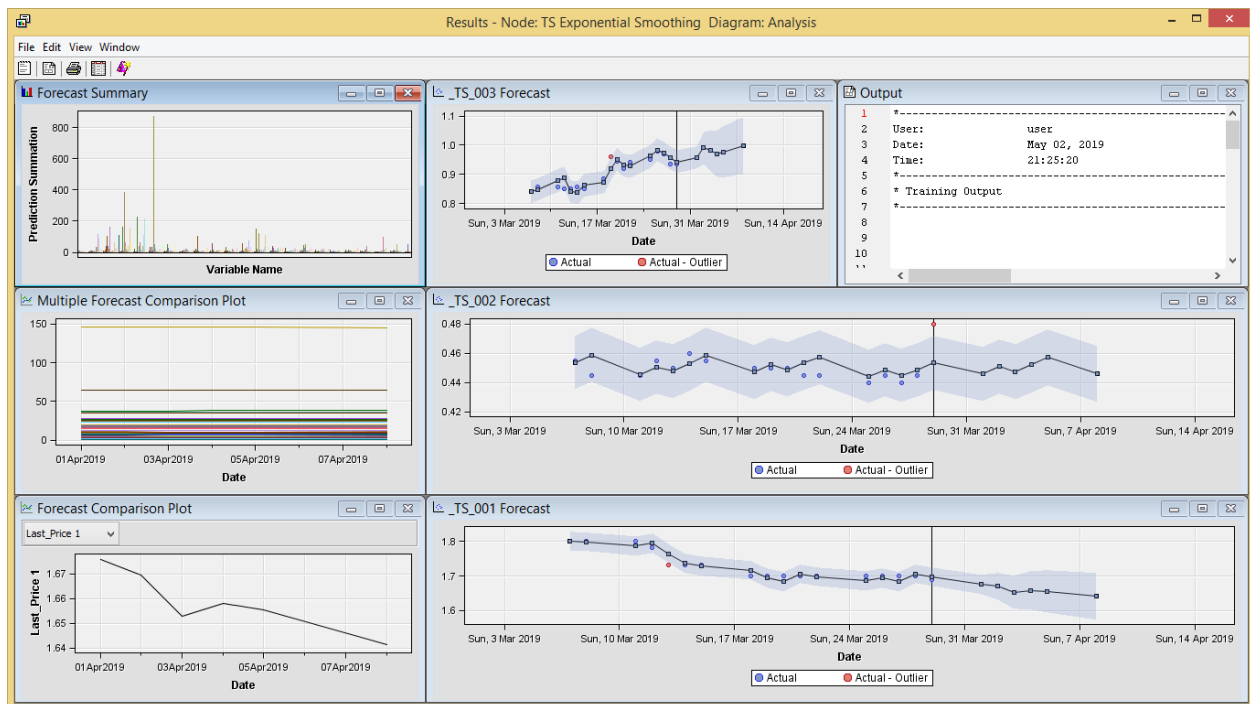 Results - Node: TS Exponential Smoothing Diagram: Analysis
File Edit View Window
Forecast Summary
800
600
400
200
0
Prediction Summation
Variable Name
_TS_003 Forecast
1.1
1.0
0.9
0.8
Sun, 3 Mar 2019 Sun, 17 Mar 2019 Sun, 31 Mar 2019 Sun, 14 Apr 2019
Date
Actual Actual - Outlier
Output
1 *------------------------------------------------------------
2 User: user
3 Date: May 02, 2019
4 Time: 21:25:20
5 *------------------------------------------------------------
6 * Training Output
7 *------------------------------------------------------------
8
9
10
Multiple Forecast Comparison Plot
150
100
50
0
01Apr2019 03Apr2019 05Apr2019 07Apr2019
Date
_TS_002 Forecast
0.48
0.46
0.44
0.42
Sun, 3 Mar 2019 Sun, 10 Mar 2019 Sun, 17 Mar 2019 Sun, 24 Mar 2019 Sun, 31 Mar 2019 Sun, 7 Apr 2019 Sun, 14 Apr 2019
Date
Actual Actual - Outlier
Forecast Comparison Plot
Last_Price 1
1.67
1.66
1.65
1.64
Last_Price 1
01Apr2019 03Apr2019 05Apr2019 07Apr2019
Date
_TS_001 Forecast
1.8
1.7
1.6
Sun, 3 Mar 2019 Sun, 10 Mar 2019 Sun, 17 Mar 2019 Sun, 24 Mar 2019 Sun, 31 Mar 2019 Sun, 7 Apr 2019 Sun, 14 Apr 2019
Date
Actual Actual - Outlier